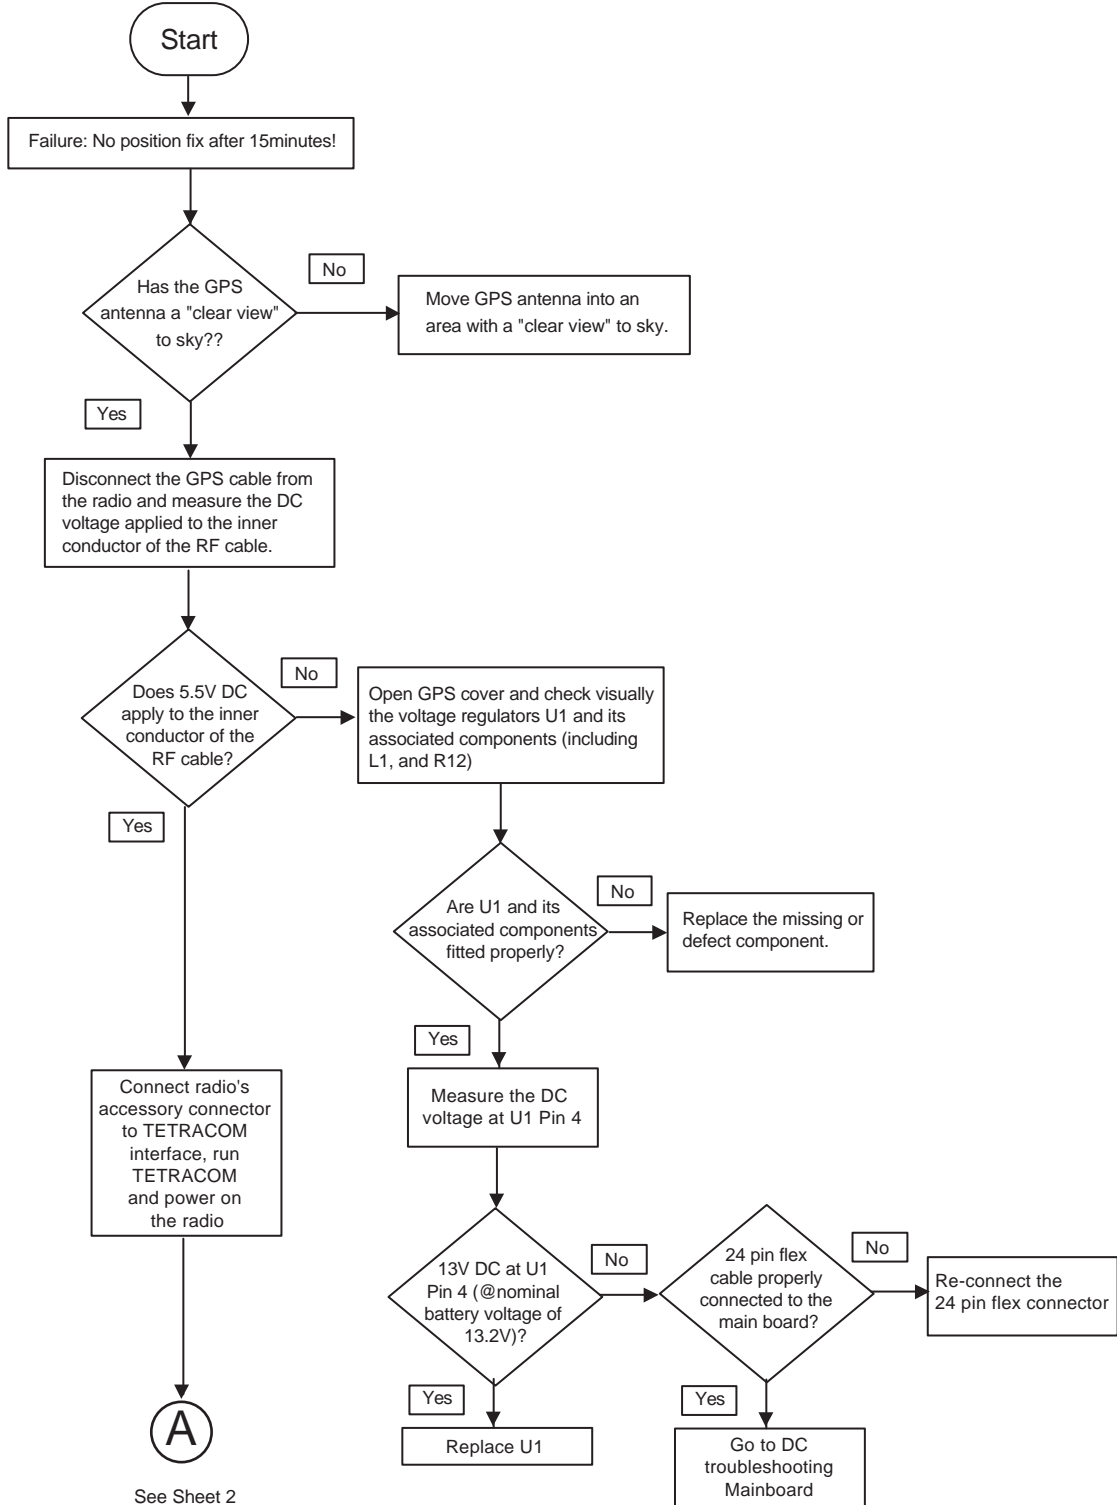 Start
Failure: No position fix after 15minutes!
Has the GPS
antenna a "clear view"
to sky??
No
Move GPS antenna into an
area with a "clear view" to sky.
Yes
Disconnect the GPS cable from
the radio and measure the DC
voltage applied to the inner
conductor of the RF cable.
Does 5.5V DC
apply to the inner
conductor of the
RF cable?
No
Open GPS cover and check visually
the voltage regulators U1 and its
associated components (including
L1, and R12)
Yes
Are U1 and its
associated components
fitted properly?
No
Replace the missing or
defect component.
Yes
Connect radio's
accessory connector
to TETRACOM
interface, run
TETRACOM
and power on
the radio
Measure the DC
voltage at U1 Pin 4
13V DC at U1
Pin 4 (@nominal
battery voltage of
13.2V)?
No
24 pin flex
cable properly
connected to the
main board?
No
Re-connect the
24 pin flex connector
Yes
Replace U1
Yes
Go to DC
troubleshooting
Mainboard
A
See Sheet 2